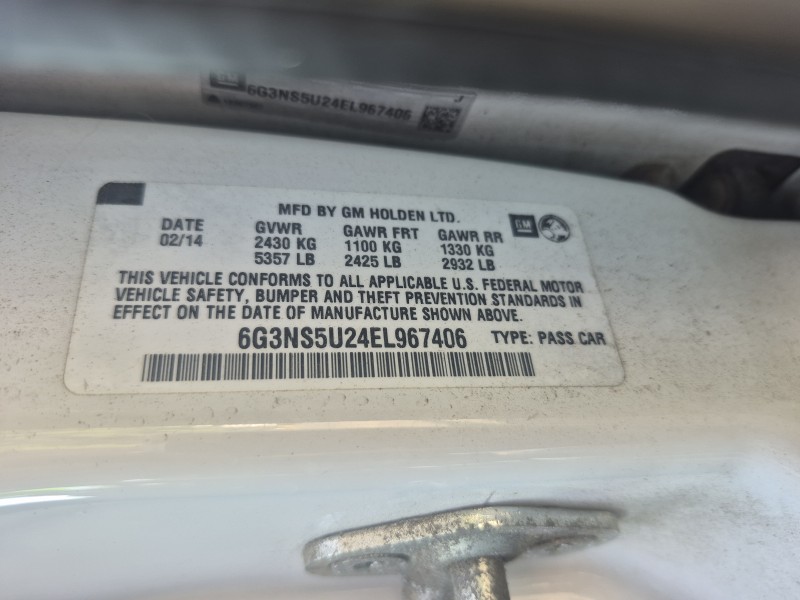 6G3NS5U24EL967406
J
MFD BY GM HOLDEN LTD.
DATE GVWR GAWR FRT GAWR RR
02/14 2430 KG 1100 KG 1330 KG
5357 LB 2425 LB 2932 LB
GM
THIS VEHICLE CONFORMS TO ALL APPLICABLE U.S. FEDERAL MOTOR
VEHICLE SAFETY, BUMPER AND THEFT PREVENTION STANDARDS IN
EFFECT ON THE DATE OF MANUFACTURE SHOWN ABOVE.
6G3NS5U24EL967406 TYPE: PASS CAR